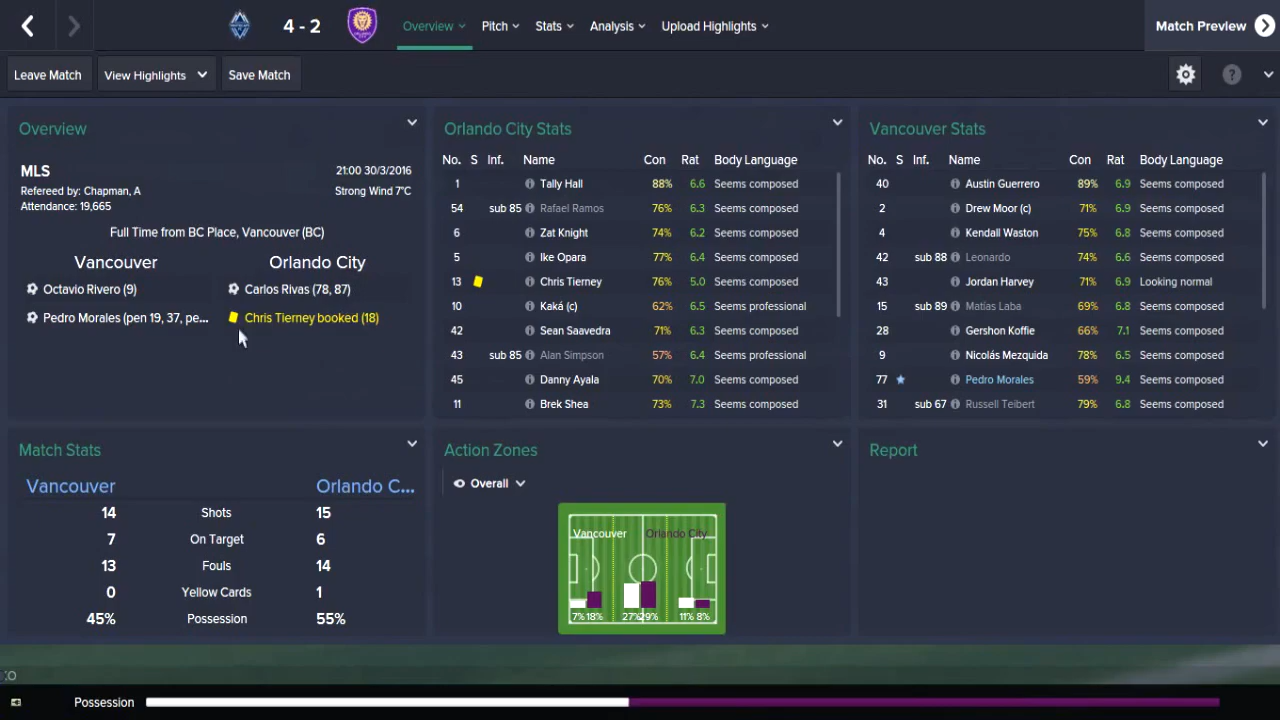 4 - 2 Overview Pitch Stats Analysis Upload Highlights Match Preview
Leave Match View Highlights Save Match ?
Overview
MLS 21:00 30/3/2016
Refereed by: Chapman, A Strong Wind 7°C
Attendance: 19,665
Full Time from BC Place, Vancouver (BC)
Vancouver Orlando City
Octavio Rivero (9) Carlos Rivas (78, 87)
Pedro Morales (pen 19, 37, pe... Chris Tierney booked (18)
Orlando City Stats
No. S Inf. Name Con Rat Body Language
1 Tally Hall 88% 6.6 Seems composed
54 sub 85 Rafael Ramos 76% 6.3 Seems composed
6 Zat Knight 74% 6.2 Seems composed
5 Ike Opara 77% 6.4 Seems composed
13 Chris Tierney 76% 5.0 Seems composed
10 Kaká (c) 62% 6.5 Seems professional
42 Sean Saavedra 71% 6.3 Seems composed
43 sub 85 Alan Simpson 57% 6.4 Seems professional
45 Danny Ayala 70% 7.0 Seems composed
11 Brek Shea 73% 7.3 Seems composed
Vancouver Stats
No. S Inf. Name Con Rat Body Language
40 Austin Guerrero 89% 6.9 Seems composed
2 Drew Moor (c) 71% 6.9 Seems composed
4 Kendall Waston 75% 6.8 Seems composed
42 sub 88 Leonardo 74% 6.6 Seems composed
43 Jordan Harvey 71% 6.9 Looking normal
15 sub 89 Matías Laba 69% 6.8 Seems composed
28 Gershon Koffie 66% 7.1 Seems composed
9 Nicolás Mezquida 78% 6.5 Seems composed
77 Pedro Morales 59% 9.4 Seems composed
31 sub 67 Russell Teibert 79% 6.8 Seems composed
Match Stats
Vancouver Orlando C...
14 Shots 15
7 On Target 6
13 Fouls 14
0 Yellow Cards 1
45% Possession 55%
Action Zones
Overall
Vancouver Orlando City
7% 18% 27% 29% 11% 8%
Report
Possession